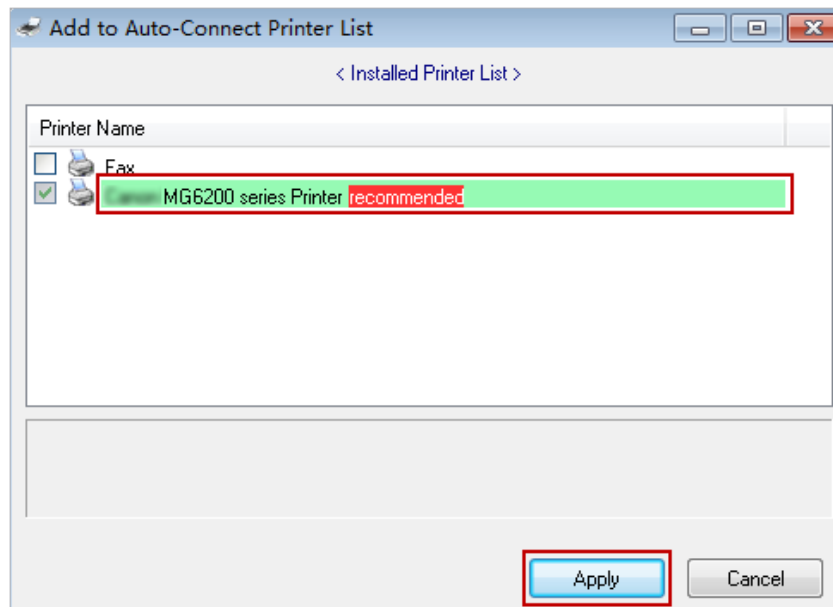 Add to Auto-Connect Printer List
< Installed Printer List >
Printer Name
Fax
MG6200 series Printer recommended
Apply
Cancel